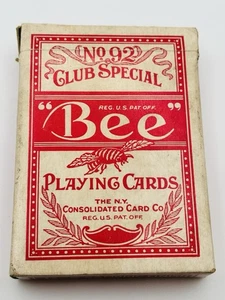 No. 92
CLUB SPECIAL
REG. U.S. PAT. OFF.
"Bee"
PLAYING CARDS
THE N.Y.
CONSOLIDATED CARD CO
REG. U.S. PAT. OFF.